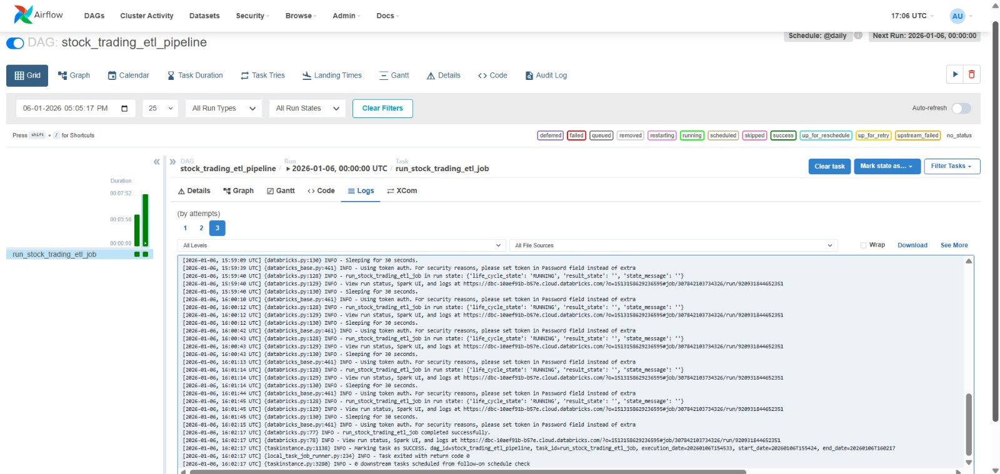 Airflow DAGs Cluster Activity Datasets Security Browse Admin Docs 17:06 UTC AU
DAG: stock_trading_etl_pipeline Schedule: @daily i Next Run: 2026-01-06, 00:00:00
Grid Graph Calendar Task Duration Task Tries Landing Times Gantt Details <> Code Audit Log
06-01-2026 05:05:17 PM 25 All Run Types All Run States Clear Filters Auto-refresh
Press shift + / for Shortcuts deferred failed queued removed restarting running scheduled skipped success up_for_reschedule up_for_retry upstream_failed no_status
« » DAG Run Task
stock_trading_etl_pipeline / 2026-01-06, 00:00:00 UTC / run_stock_trading_etl_job Clear task Mark state as... Filter Tasks
Duration
00:07:52
00:03:56
00:00:00
run_stock_trading_etl_job
Details Graph Gantt <> Code Logs XCom
(by attempts)
1 2 3
All Levels All File Sources Wrap Download See More
[2026-01-06, 15:59:09 UTC] {databricks.py:130} INFO - Sleeping for 30 seconds.
[2026-01-06, 15:59:39 UTC] {databricks_base.py:461} INFO - Using token auth. For security reasons, please set token in Password field instead of extra
[2026-01-06, 15:59:40 UTC] {databricks.py:128} INFO - run_stock_trading_etl_job in run state: {'life_cycle_state': 'RUNNING', 'result_state': '', 'state_message': ''}
[2026-01-06, 15:59:40 UTC] {databricks.py:129} INFO - View run status, Spark UI, and logs at https://dbc-10aef91b-b57e.cloud.databricks.com/?o=1513158629236595#job/307842103734326/run/920931844652351
[2026-01-06, 15:59:40 UTC] {databricks.py:130} INFO - Sleeping for 30 seconds.
[2026-01-06, 16:00:10 UTC] {databricks_base.py:461} INFO - Using token auth. For security reasons, please set token in Password field instead of extra
[2026-01-06, 16:00:12 UTC] {databricks.py:128} INFO - run_stock_trading_etl_job in run state: {'life_cycle_state': 'RUNNING', 'result_state': '', 'state_message': ''}
[2026-01-06, 16:00:12 UTC] {databricks.py:129} INFO - View run status, Spark UI, and logs at https://dbc-10aef91b-b57e.cloud.databricks.com/?o=1513158629236595#job/307842103734326/run/920931844652351
[2026-01-06, 16:00:12 UTC] {databricks.py:130} INFO - Sleeping for 30 seconds.
[2026-01-06, 16:00:42 UTC] {databricks_base.py:461} INFO - Using token auth. For security reasons, please set token in Password field instead of extra
[2026-01-06, 16:00:43 UTC] {databricks.py:128} INFO - run_stock_trading_etl_job in run state: {'life_cycle_state': 'RUNNING', 'result_state': '', 'state_message': ''}
[2026-01-06, 16:00:43 UTC] {databricks.py:129} INFO - View run status, Spark UI, and logs at https://dbc-10aef91b-b57e.cloud.databricks.com/?o=1513158629236595#job/307842103734326/run/920931844652351
[2026-01-06, 16:00:43 UTC] {databricks.py:130} INFO - Sleeping for 30 seconds.
[2026-01-06, 16:01:13 UTC] {databricks_base.py:461} INFO - Using token auth. For security reasons, please set token in Password field instead of extra
[2026-01-06, 16:01:14 UTC] {databricks.py:128} INFO - run_stock_trading_etl_job in run state: {'life_cycle_state': 'RUNNING', 'result_state': '', 'state_message': ''}
[2026-01-06, 16:01:14 UTC] {databricks.py:129} INFO - View run status, Spark UI, and logs at https://dbc-10aef91b-b57e.cloud.databricks.com/?o=1513158629236595#job/307842103734326/run/920931844652351
[2026-01-06, 16:01:14 UTC] {databricks.py:130} INFO - Sleeping for 30 seconds.
[2026-01-06, 16:01:44 UTC] {databricks_base.py:461} INFO - Using token auth. For security reasons, please set token in Password field instead of extra
[2026-01-06, 16:01:45 UTC] {databricks.py:128} INFO - run_stock_trading_etl_job in run state: {'life_cycle_state': 'RUNNING', 'result_state': '', 'state_message': ''}
[2026-01-06, 16:01:45 UTC] {databricks.py:129} INFO - View run status, Spark UI, and logs at https://dbc-10aef91b-b57e.cloud.databricks.com/?o=1513158629236595#job/307842103734326/run/920931844652351
[2026-01-06, 16:01:45 UTC] {databricks.py:130} INFO - Sleeping for 30 seconds.
[2026-01-06, 16:02:15 UTC] {databricks_base.py:461} INFO - Using token auth. For security reasons, please set token in Password field instead of extra
[2026-01-06, 16:02:17 UTC] {databricks.py:77} INFO - run_stock_trading_etl_job completed successfully.
[2026-01-06, 16:02:17 UTC] {databricks.py:78} INFO - View run status, Spark UI, and logs at https://dbc-10aef91b-b57e.cloud.databricks.com/?o=1513158629236595#job/307842103734326/run/920931844652351
[2026-01-06, 16:02:17 UTC] {taskinstance.py:1138} INFO - Marking task as SUCCESS. dag_id=stock_trading_etl_pipeline, task_id=run_stock_trading_etl_job, execution_date=20260106T154533, start_date=20260106T155424, end_date=20260106T160217
[2026-01-06, 16:02:17 UTC] {local_task_job_runner.py:234} INFO - Task exited with return code 0
[2026-01-06, 16:02:17 UTC] {taskinstance.py:3280} INFO - 0 downstream tasks scheduled from follow-on schedule check